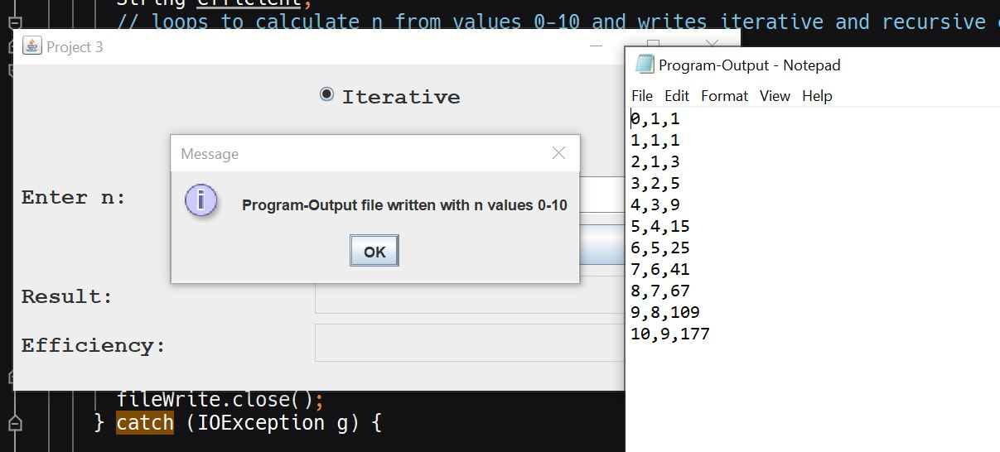 String efficient;
// loops to calculate n from values 0-10 and writes iterative and recursive
Project 3
Iterative
Message
Program-Output file written with n values 0-10
OK
Enter n:
Result:
Efficiency:
fileWrite.close();
} catch (IOException g) {
Program-Output - Notepad
File Edit Format View Help
0,1,1
1,1,1
2,1,3
3,2,5
4,3,9
5,4,15
6,5,25
7,6,41
8,7,67
9,8,109
10,9,177